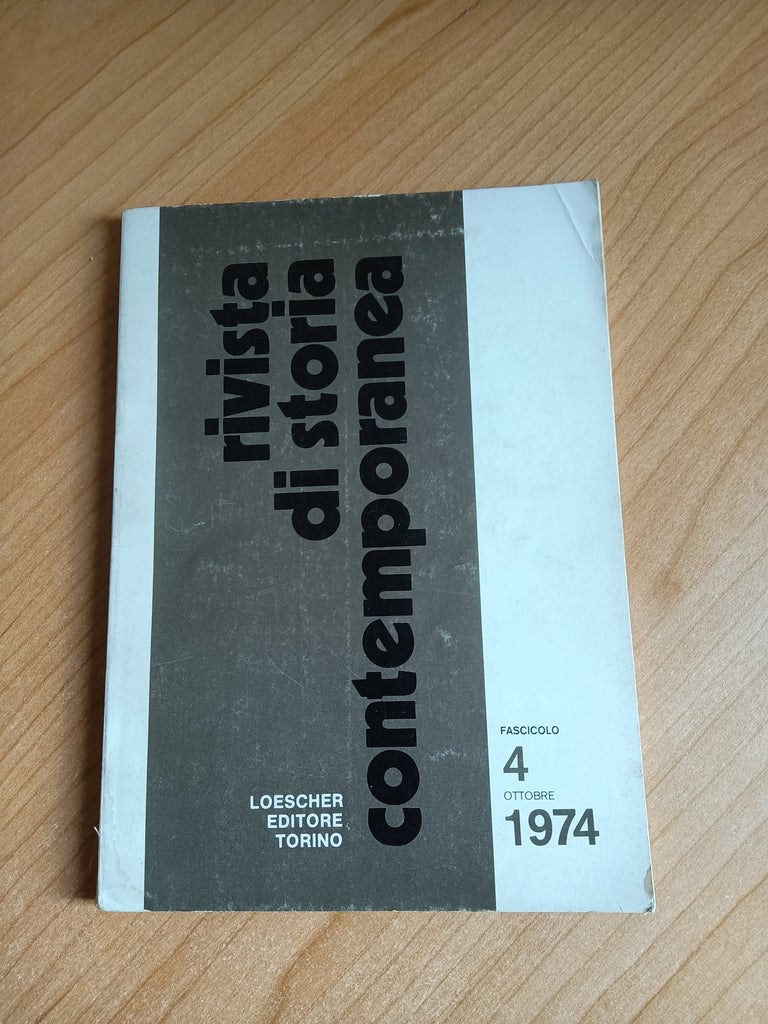 rivista
di storia
contemporanea
LOESCHER
EDITORE
TORINO
FASCICOLO
4
OTTOBRE
1974